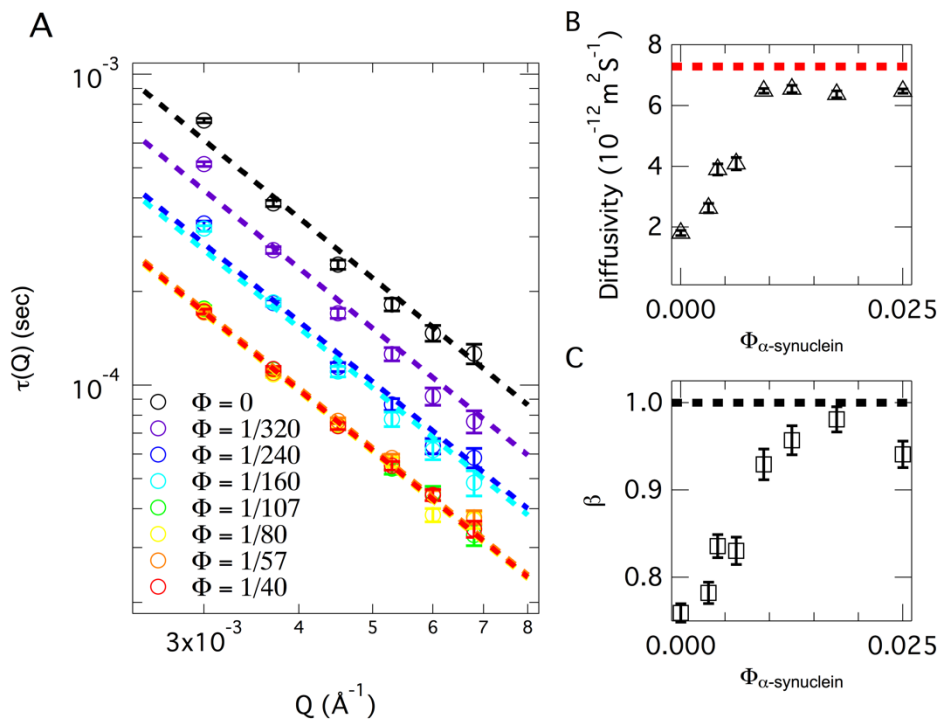 A
τ(Q) (sec)
10⁻³
10⁻⁴
Φ = 0
Φ = 1/320
Φ = 1/240
Φ = 1/160
Φ = 1/107
Φ = 1/80
Φ = 1/57
Φ = 1/40
3x10⁻³ 4 5 6 7 8
Q (Å⁻¹)
B
Diffusivity (10⁻¹² m² S⁻¹)
8
6
4
2
0.000 0.025
Φα-synuclein
C
β
1.0
0.9
0.8
0.000 0.025
Φα-synuclein